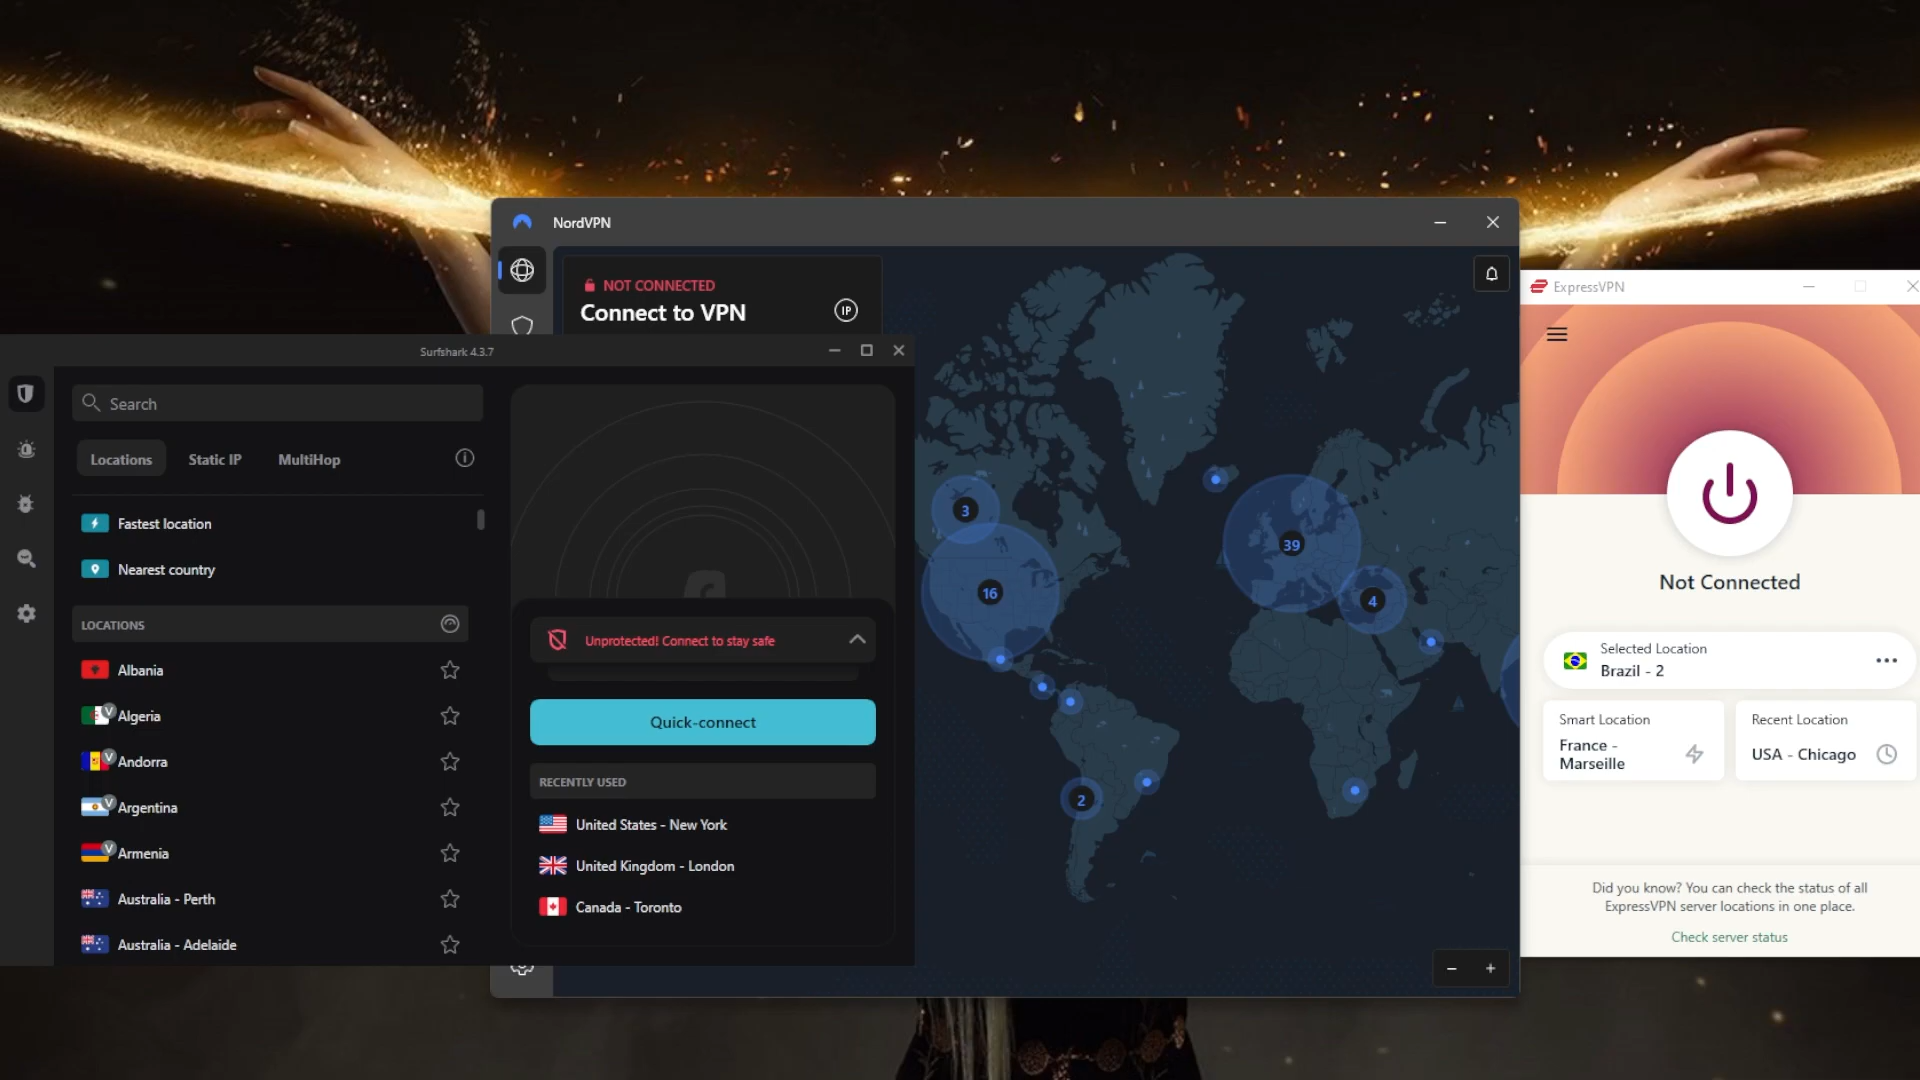 NordVPN
NOT CONNECTED
Connect to VPN
IP
Surfshark 4.3.7
Search
Locations
Static IP
MultiHop
Fastest location
Nearest country
LOCATIONS
Albania
V
Algeria
V
Andorra
V
Argentina
V
Armenia
Australia - Perth
Australia - Adelaide
Unprotected! Connect to stay safe
Quick-connect
RECENTLY USED
United States - New York
United Kingdom - London
Canada - Toronto
3
16
39
4
2
ExpressVPN
Not Connected
Selected Location
Brazil - 2
Smart Location
France -
Marseille
Recent Location
USA - Chicago
Did you know? You can check the status of all
ExpressVPN server locations in one place.
Check server status